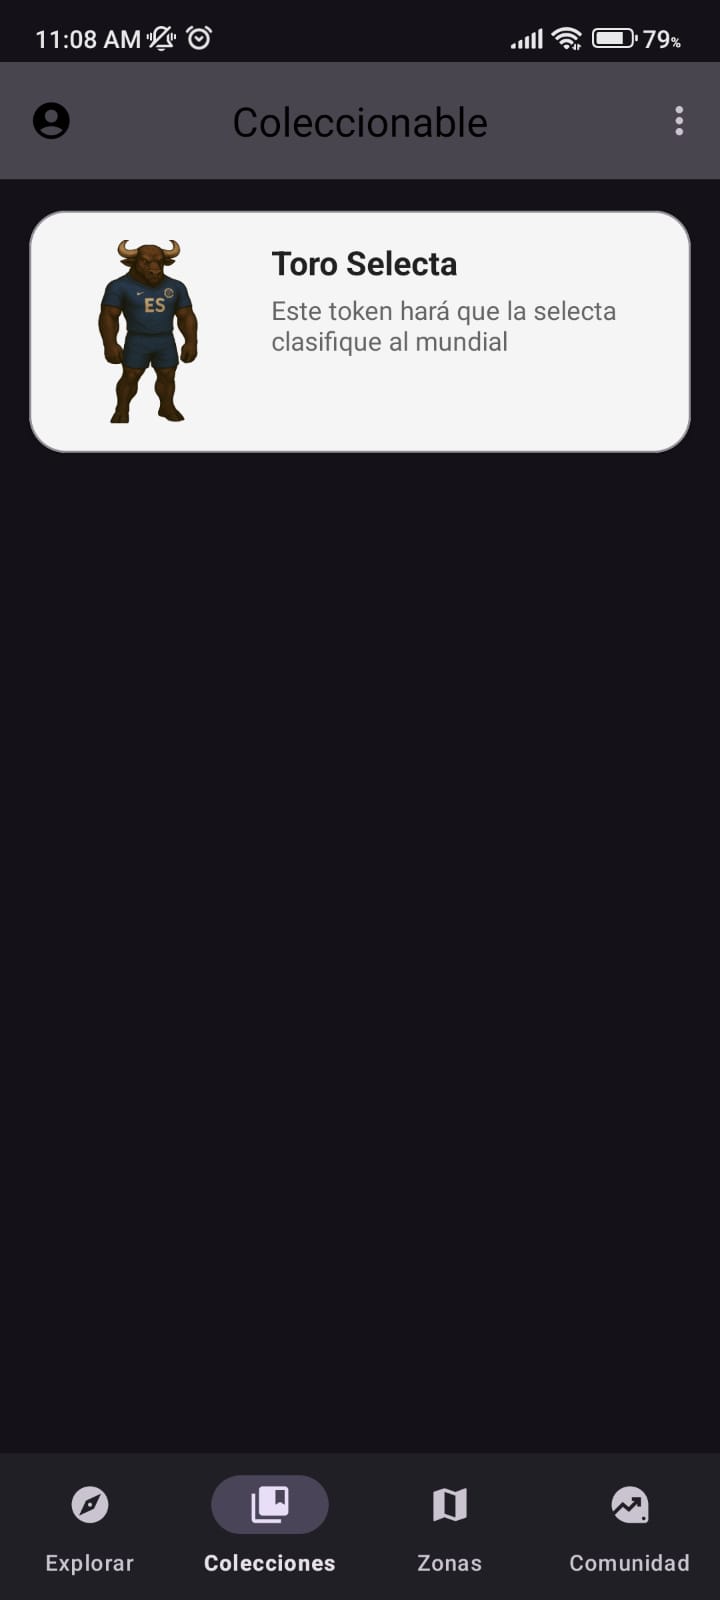 11:08 AM 79%
Coleccionable
Toro Selecta
ES
Este token hará que la selecta
clasifique al mundial
Explorar Colecciones Zonas Comunidad